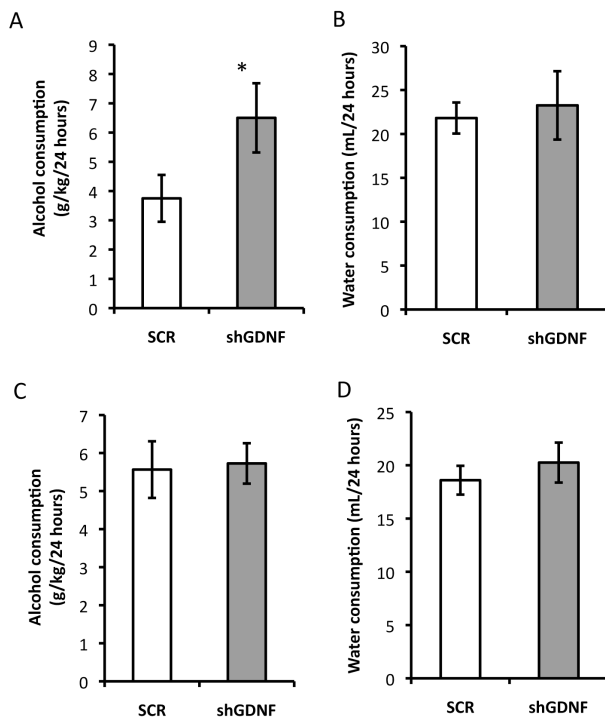 A
Alcohol consumption
(g/kg/24 hours)
9
8
7
6
5
4
3
2
1
0
*
SCR shGDNF
B
Water consumption (mL/24 hours)
30
25
20
15
10
5
0
SCR shGDNF
C
Alcohol consumption
(g/kg/24 hours)
7
6
5
4
3
2
1
0
SCR shGDNF
D
Water consumption (mL/24 hours)
25
20
15
10
5
0
SCR shGDNF